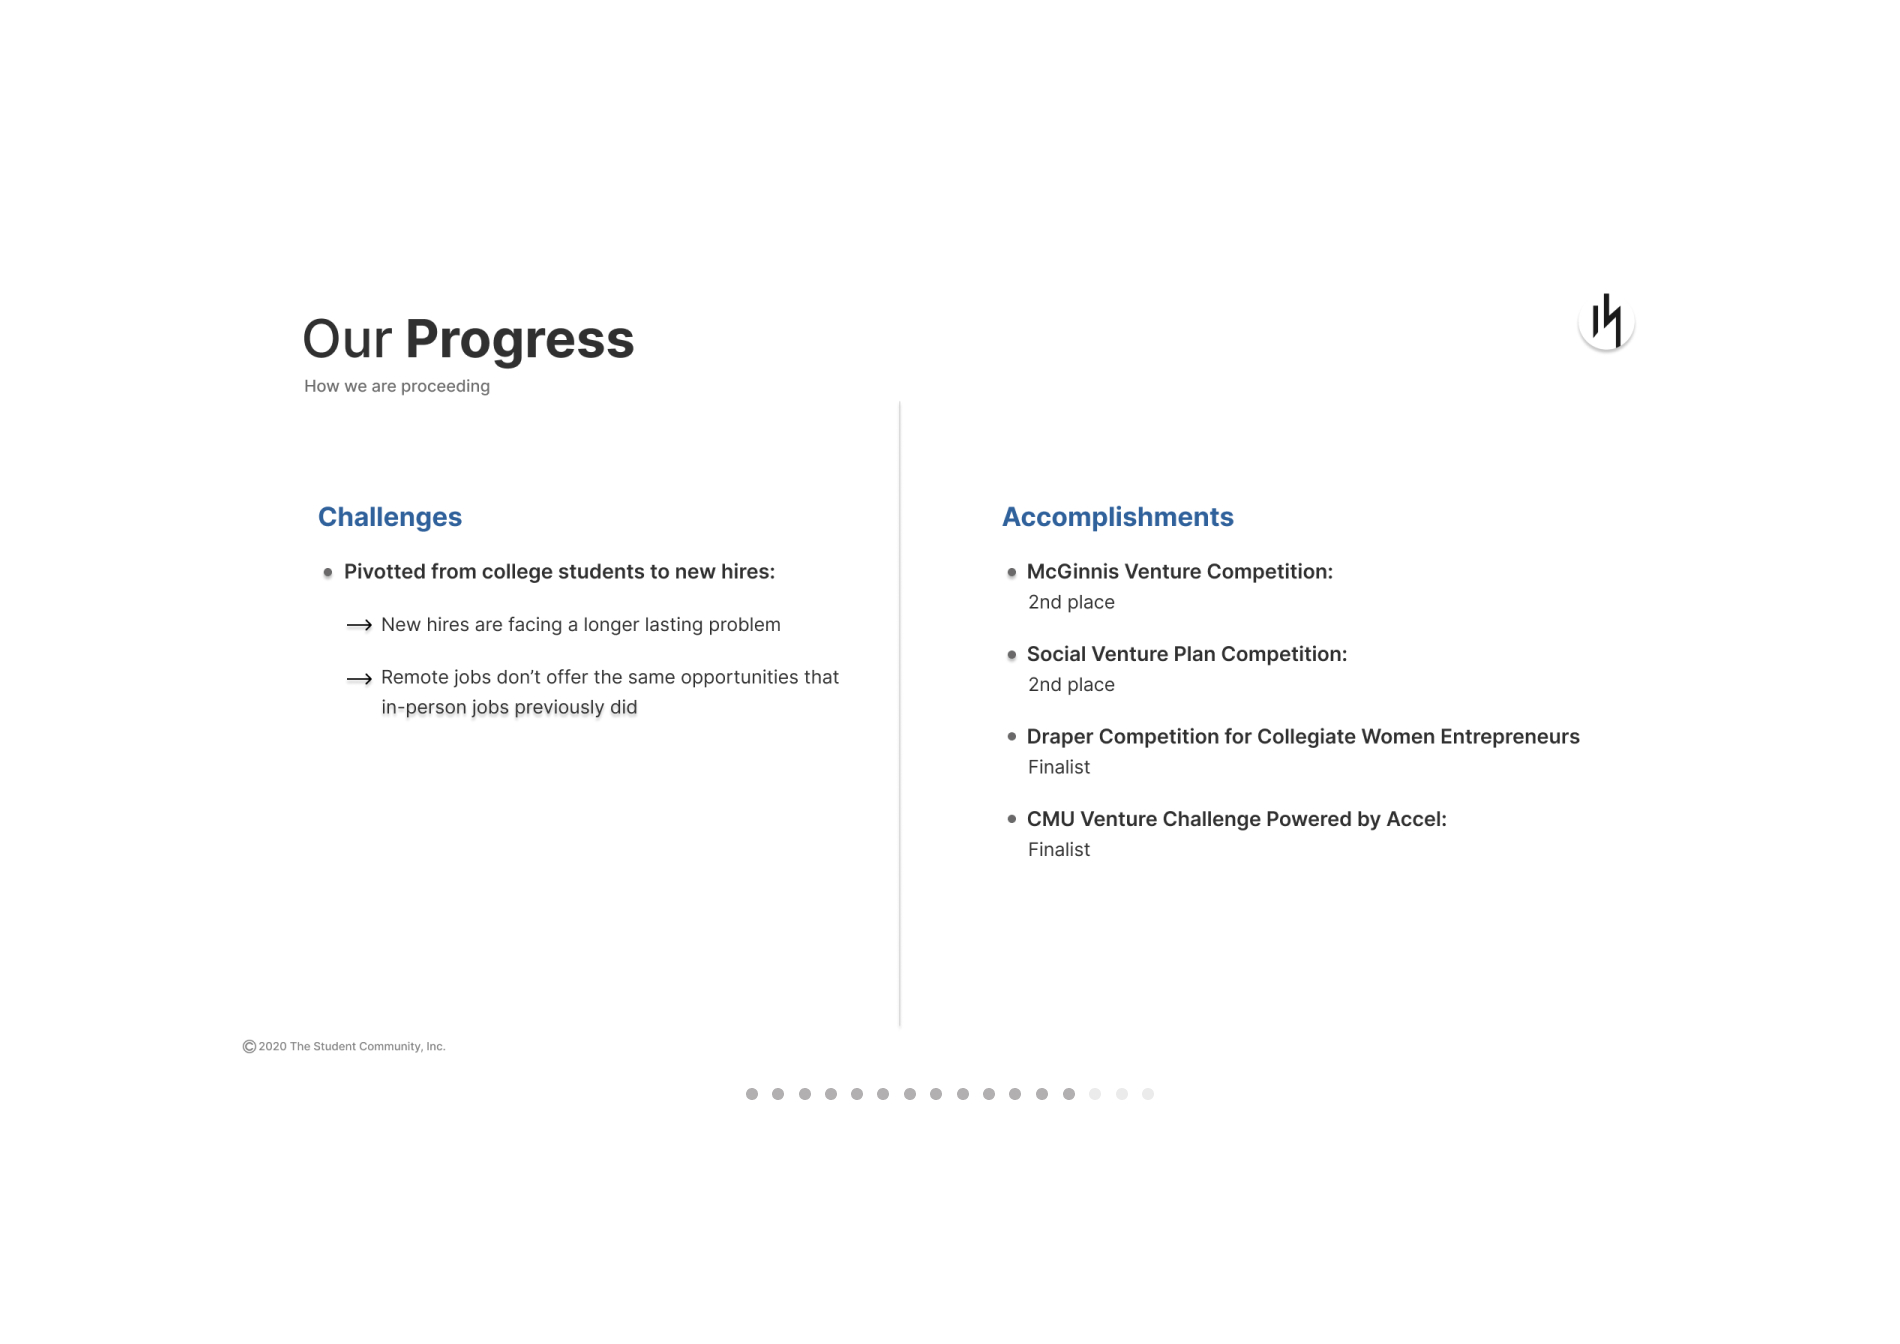 Our Progress
How we are proceeding
Challenges
Pivotted from college students to new hires:
New hires are facing a longer lasting problem
Remote jobs don’t offer the same opportunities that
in-person jobs previously did
Accomplishments
McGinnis Venture Competition:
2nd place
Social Venture Plan Competition:
2nd place
Draper Competition for Collegiate Women Entrepreneurs
Finalist
CMU Venture Challenge Powered by Accel:
Finalist
©2020 The Student Community, Inc.